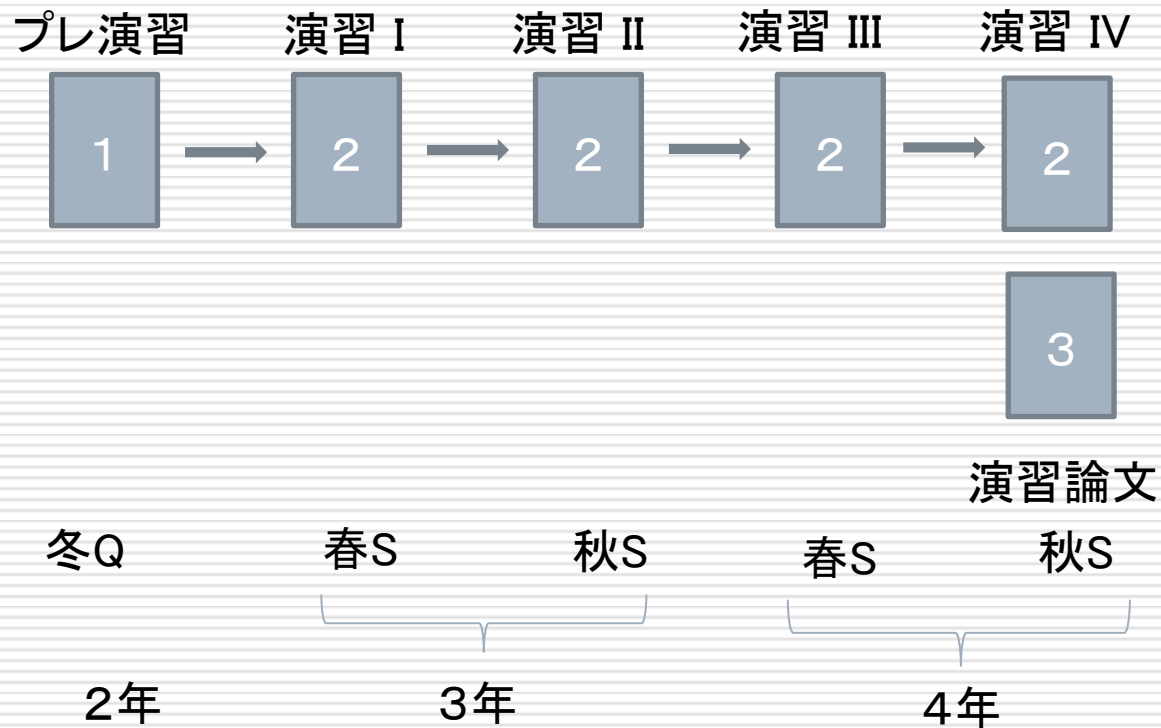 プレ演習 演習 I 演習 II 演習 III 演習 IV
1 2 2 2 2
3
演習論文
冬Q 春S 秋S 春S 秋S
2年 3年 4年